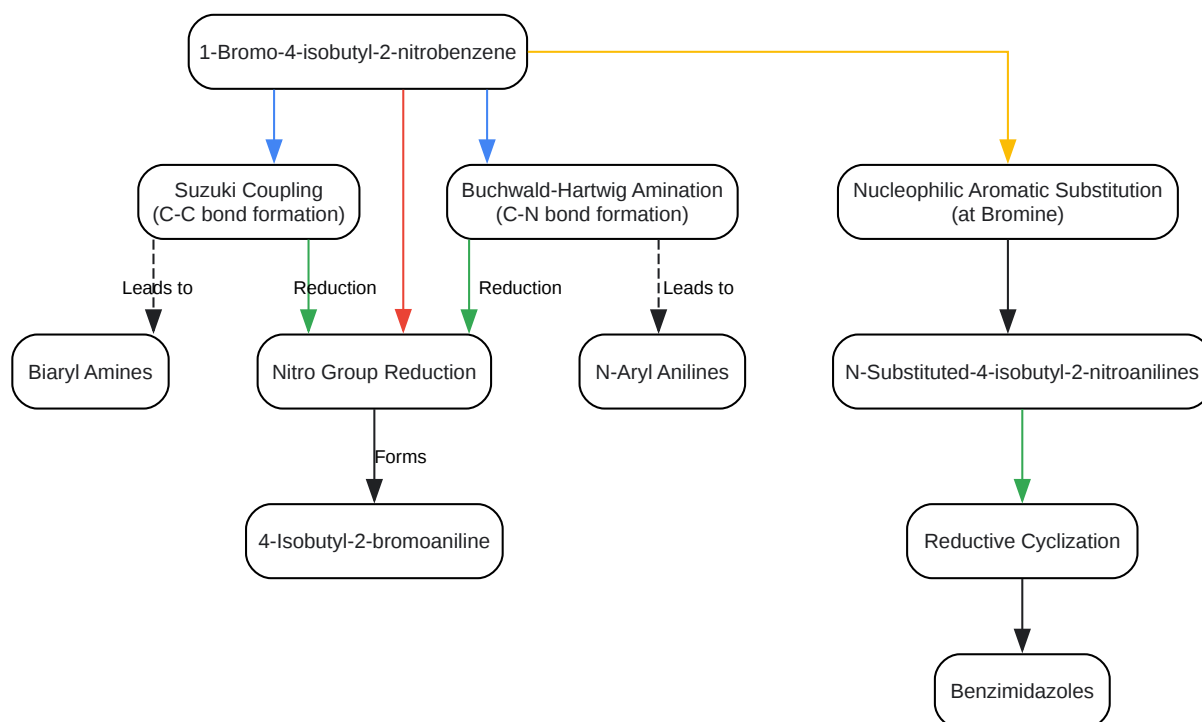 1-Bromo-4-isobutyl-2-nitrobenzene
Suzuki Coupling
(C-C bond formation)
Buchwald-Hartwig Amination
(C-N bond formation)
Nucleophilic Aromatic Substitution
(at Bromine)
Leads to
Reduction
Reduction
Leads to
Biaryl Amines
Nitro Group Reduction
N-Aryl Anilines
N-Substituted-4-isobutyl-2-nitroanilines
Forms
4-Isobutyl-2-bromoaniline
Reductive Cyclization
Benzimidazoles